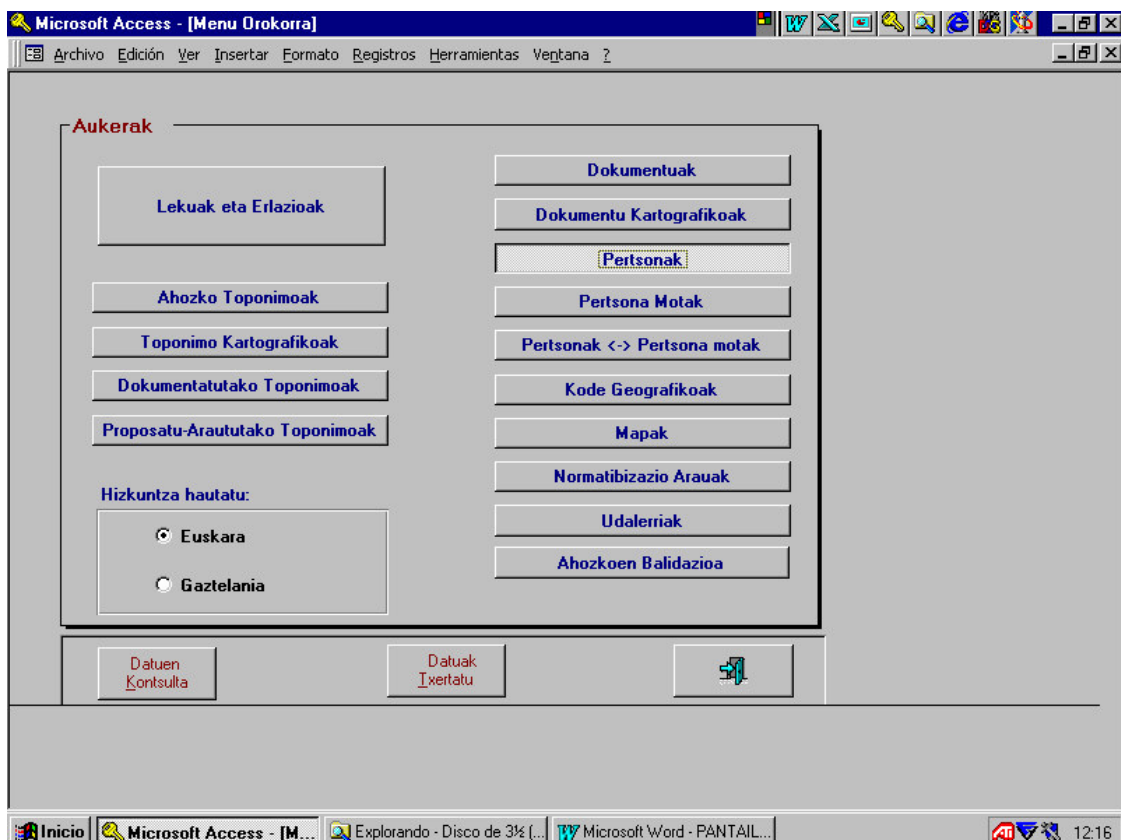 Microsoft Access - [Menu Orokorra]
Archivo Edición Ver Insertar Formato Registros Herramientas Ventana ?
Aukerak
Lekuak eta Erlazioak
Ahozko Toponimoak
Toponimo Kartografikoak
Dokumentatutako Toponimoak
Proposatu-Araututako Toponimoak
Hizkuntza hautatu:
Euskara
Gaztelania
Dokumentuak
Dokumentu Kartografikoak
Pertsonak
Pertsona Motak
Pertsonak <-> Pertsona motak
Kode Geografikoak
Mapak
Normatibizazio Arauak
Udalerriak
Ahozkoen Balidazioa
Datuen
Kontsulta
Datuak
Txertatu
Inicio
Microsoft Access - [M...
Explorando - Disco de 3½ (...
Microsoft Word - PANTAIL...
12:16